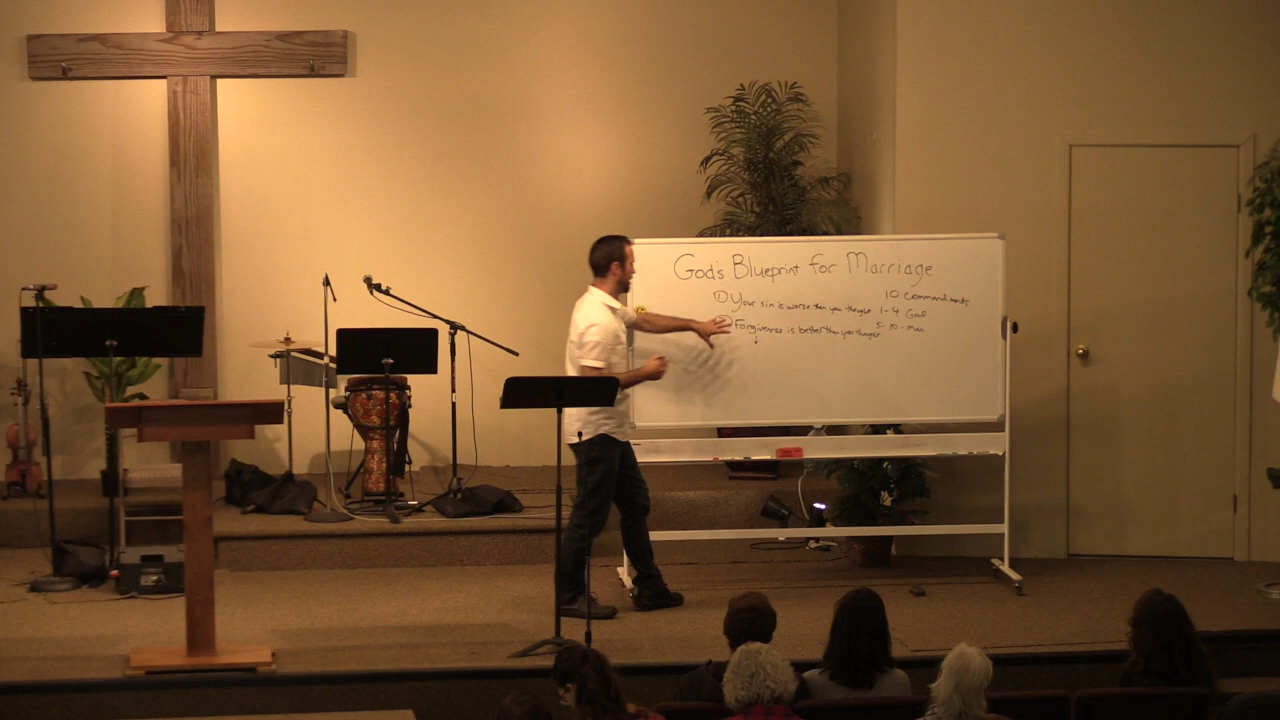 God's Blueprint for Marriage
① Your sin is worse than you thought
② Forgiveness is better than you thought
10 Commandments
1-4 God
5-10-man